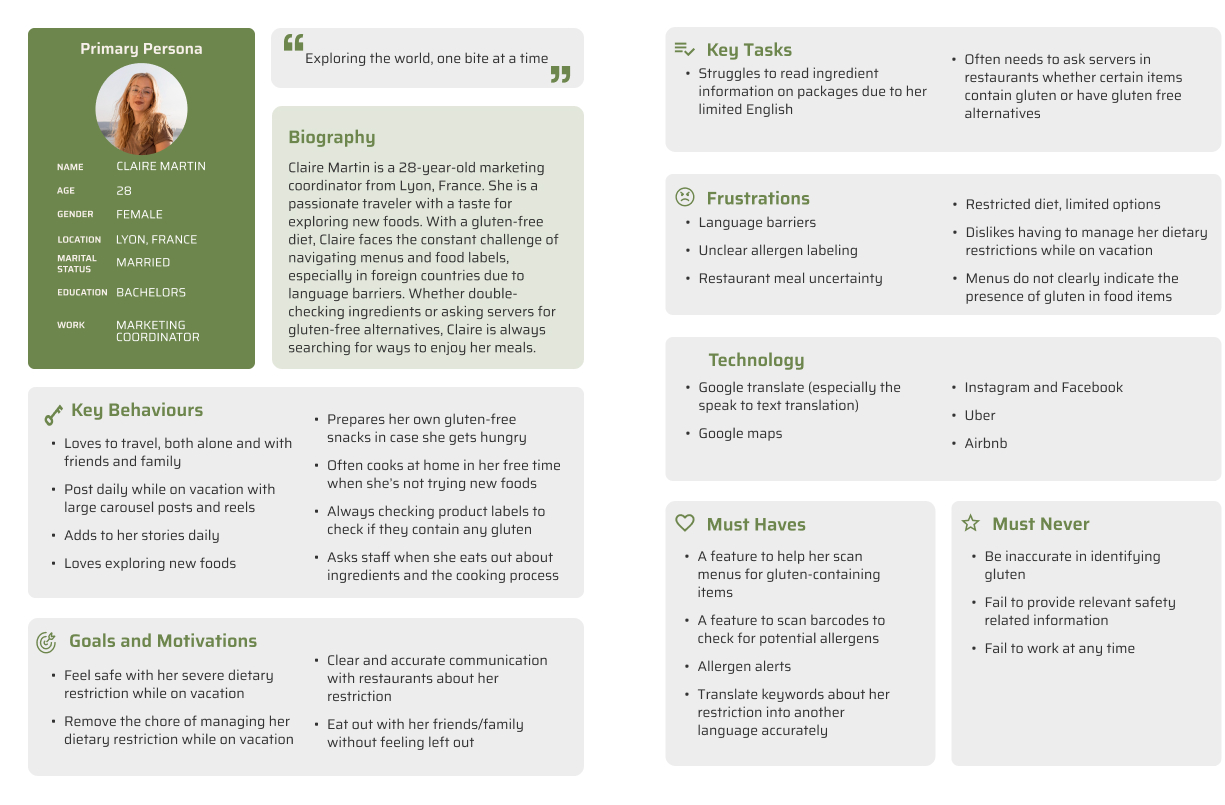 Primary Persona
NAME CLAIRE MARTIN
AGE 28
GENDER FEMALE
LOCATION LYON, FRANCE
MARITAL STATUS MARRIED
EDUCATION BACHELORS
WORK MARKETING
COORDINATOR
“
Exploring the world, one bite at a time
”
Biography
Claire Martin is a 28-year-old marketing
coordinator from Lyon, France. She is a
passionate traveler with a taste for
exploring new foods. With a gluten-free
diet, Claire faces the constant challenge of
navigating menus and food labels,
especially in foreign countries due to
language barriers. Whether double-
checking ingredients or asking servers for
gluten-free alternatives, Claire is always
searching for ways to enjoy her meals.
Key Behaviours
• Loves to travel, both alone and with
friends and family
• Post daily while on vacation with
large carousel posts and reels
• Adds to her stories daily
• Loves exploring new foods
• Prepares her own gluten-free
snacks in case she gets hungry
• Often cooks at home in her free time
when she's not trying new foods
• Always checking product labels to
check if they contain any gluten
• Asks staff when she eats out about
ingredients and the cooking process
Goals and Motivations
• Feel safe with her severe dietary
restriction while on vacation
• Remove the chore of managing her
dietary restriction while on vacation
• Clear and accurate communication
with restaurants about her
restriction
• Eat out with her friends/family
without feeling left out
Key Tasks
• Struggles to read ingredient
information on packages due to her
limited English
• Often needs to ask servers in
restaurants whether certain items
contain gluten or have gluten free
alternatives
Frustrations
• Language barriers
• Unclear allergen labeling
• Restaurant meal uncertainty
• Restricted diet, limited options
• Dislikes having to manage her dietary
restrictions while on vacation
• Menus do not clearly indicate the
presence of gluten in food items
Technology
• Google translate (especially the
speak to text translation)
• Google maps
• Instagram and Facebook
• Uber
• Airbnb
Must Haves
• A feature to help her scan
menus for gluten-containing
items
• A feature to scan barcodes to
check for potential allergens
• Allergen alerts
• Translate keywords about her
restriction into another
language accurately
Must Never
• Be inaccurate in identifying
gluten
• Fail to provide relevant safety
related information
• Fail to work at any time